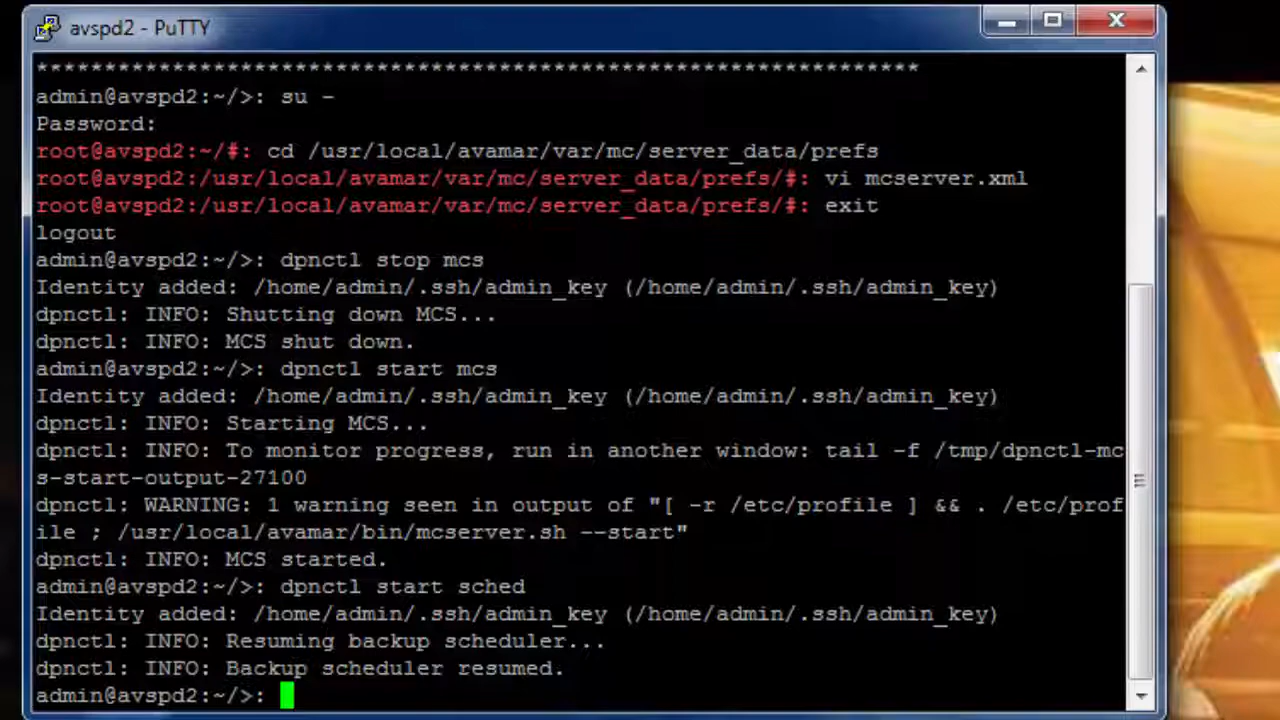 avspd2 - PuTTY
*****************************************************************
admin@avspd2:~/>: su -
Password:
root@avspd2:~/#: cd /usr/local/avamar/var/mc/server_data/prefs
root@avspd2:/usr/local/avamar/var/mc/server_data/prefs/#: vi mcserver.xml
root@avspd2:/usr/local/avamar/var/mc/server_data/prefs/#: exit
logout
admin@avspd2:~/>: dpnctl stop mcs
Identity added: /home/admin/.ssh/admin_key (/home/admin/.ssh/admin_key)
dpnctl: INFO: Shutting down MCS...
dpnctl: INFO: MCS shut down.
admin@avspd2:~/>: dpnctl start mcs
Identity added: /home/admin/.ssh/admin_key (/home/admin/.ssh/admin_key)
dpnctl: INFO: Starting MCS...
dpnctl: INFO: To monitor progress, run in another window: tail -f /tmp/dpnctl-mc
s-start-output-27100
dpnctl: WARNING: 1 warning seen in output of "[ -r /etc/profile ] && . /etc/prof
ile ; /usr/local/avamar/bin/mcserver.sh --start"
dpnctl: INFO: MCS started.
admin@avspd2:~/>: dpnctl start sched
Identity added: /home/admin/.ssh/admin_key (/home/admin/.ssh/admin_key)
dpnctl: INFO: Resuming backup scheduler...
dpnctl: INFO: Backup scheduler resumed.
admin@avspd2:~/>: